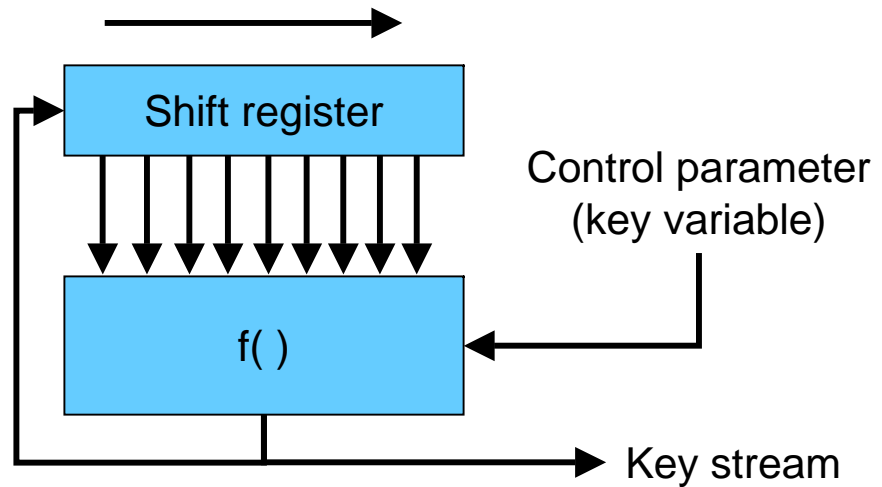 Shift register
Control parameter
(key variable)
f( )
Key stream